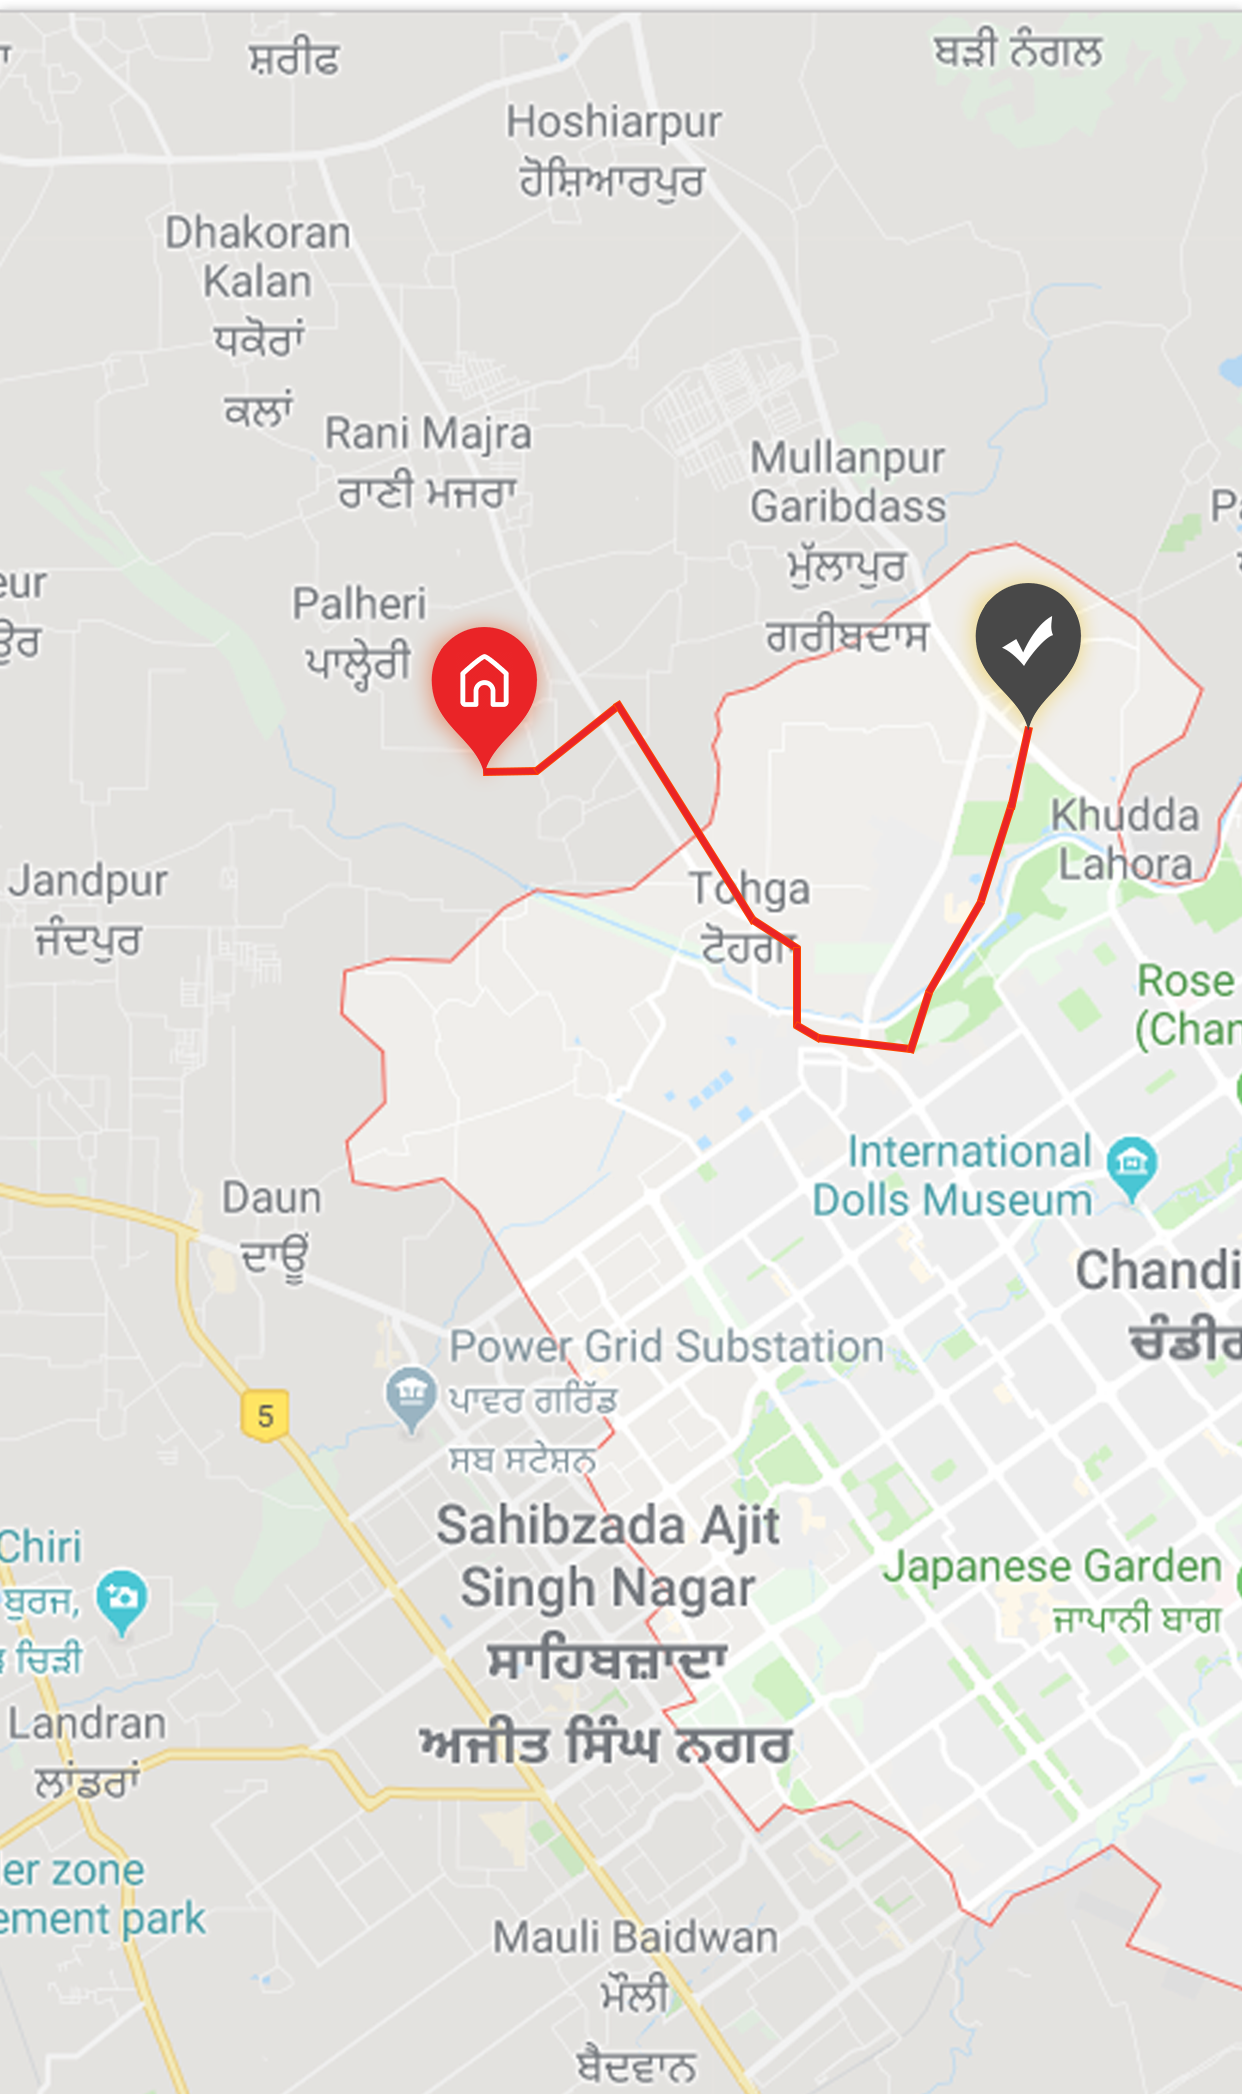 ਸ਼ਰੀਫ
ਬੜੀ ਨੰਗਲ
Hoshiarpur
ਹੋਸ਼ਿਆਰਪੁਰ
Dhakoran
Kalan
ਧਕੋਰਾਂ
ਕਲਾਂ
Rani Majra
ਰਾਣੀ ਮਜਰਾ
Mullanpur
Garibdass
ਮੁੱਲਾਪੁਰ
ਗਰੀਬਦਾਸ
Palheri
ਪਾਲ੍ਹੇਰੀ
Khudda
Lahora
Jandpur
ਜੰਦਪੁਰ
Tohga
ਟੋਹਗਾ
Rose
(Chan
International
Dolls Museum
Daun
ਦਾਊਂ
Chandi
ਚੰਡੀਗ
Power Grid Substation
ਪਾਵਰ ਗਰਿੱਡ
ਸਬ ਸਟੇਸ਼ਨ
5
Sahibzada Ajit
Singh Nagar
ਸਾਹਿਬਜ਼ਾਦਾ
ਅਜੀਤ ਸਿੰਘ ਨਗਰ
Chiri
ਬੁਰਜ,
ਚਿੜੀ
Japanese Garden
ਜਾਪਾਨੀ ਬਾਗ
Landran
ਲਾਂਡਰਾਂ
er zone
ement park
Mauli Baidwan
ਮੌਲੀ
ਬੈਦਵਾਨ